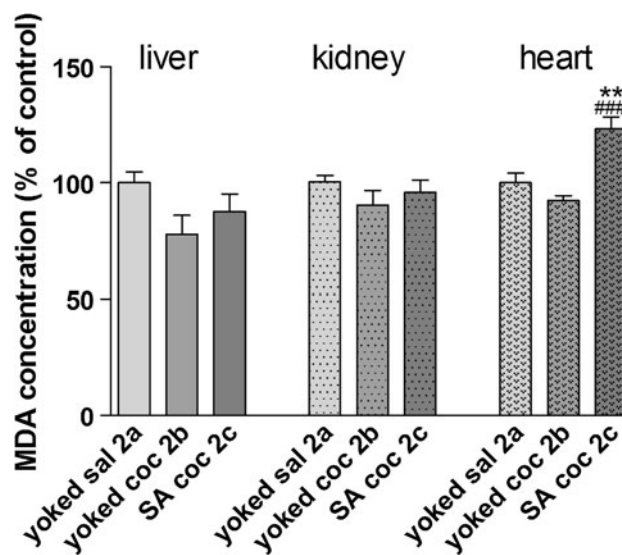 liver kidney heart
MDA concentration (% of control)
150
100
50
0
**
###
yoked sal 2a
yoked coc 2b
SA coc 2c
yoked sal 2a
yoked coc 2b
SA coc 2c
yoked sal 2a
yoked coc 2b
SA coc 2c